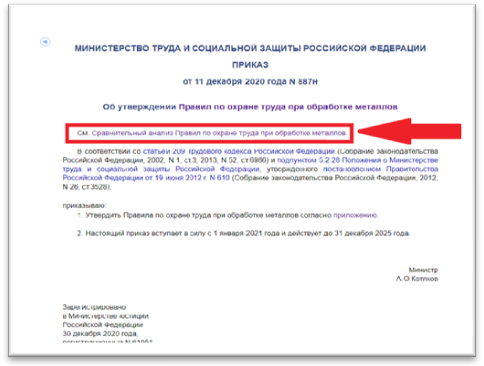 МИНИСТЕРСТВО ТРУДА И СОЦИАЛЬНОЙ ЗАЩИТЫ РОССИЙСКОЙ ФЕДЕРАЦИИ
ПРИКАЗ
от 11 декабря 2020 года N 887н
Об утверждении Правил по охране труда при обработке металлов
См. Сравнительный анализ Правил по охране труда при обработке металлов.
В соответствии со статьей 209 Трудового кодекса Российской Федерации (Собрание законодательства
Российской Федерации, 2002, N 1, ст.3; 2013, N 52, ст.6986) и подпунктом 5.2.28 Положения о Министерстве
труда и социальной защиты Российской Федерации, утвержденного постановлением Правительства
Российской Федерации от 19 июня 2012 г. N 610 (Собрание законодательства Российской Федерации, 2012,
N 26, ст.3528),
приказываю:
1. Утвердить Правила по охране труда при обработке металлов согласно приложению.
2. Настоящий приказ вступает в силу с 1 января 2021 года и действует до 31 декабря 2025 года.
Министр
А.О.Котяков
Зарегистрировано
в Министерстве юстиции
Российской Федерации
30 декабря 2020 года,
регистрационный N